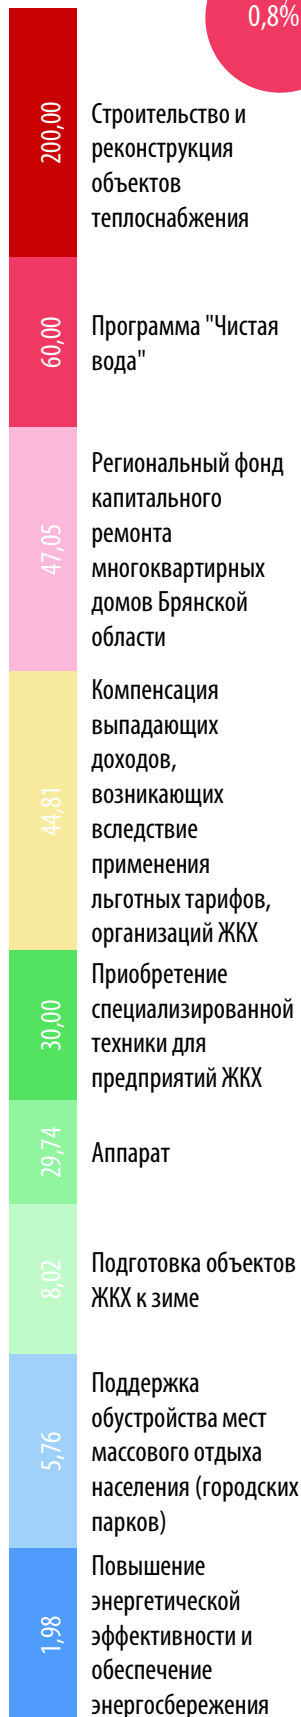 0,8%
200,00
Строительство и
реконструкция
объектов
теплоснабжения
60,00
Программа "Чистая
вода"
47,05
Региональный фонд
капитального
ремонта
многоквартирных
домов Брянской
области
44,81
Компенсация
выпадающих
доходов,
возникающих
вследствие
применения
льготных тарифов,
организаций ЖКХ
30,00
Приобретение
специализированной
техники для
предприятий ЖКХ
29,74
Аппарат
8,02
Подготовка объектов
ЖКХ к зиме
5,76
Поддержка
обустройства мест
массового отдыха
населения (городских
парков)
1,98
Повышение
энергетической
эффективности и
обеспечение
энергосбережения